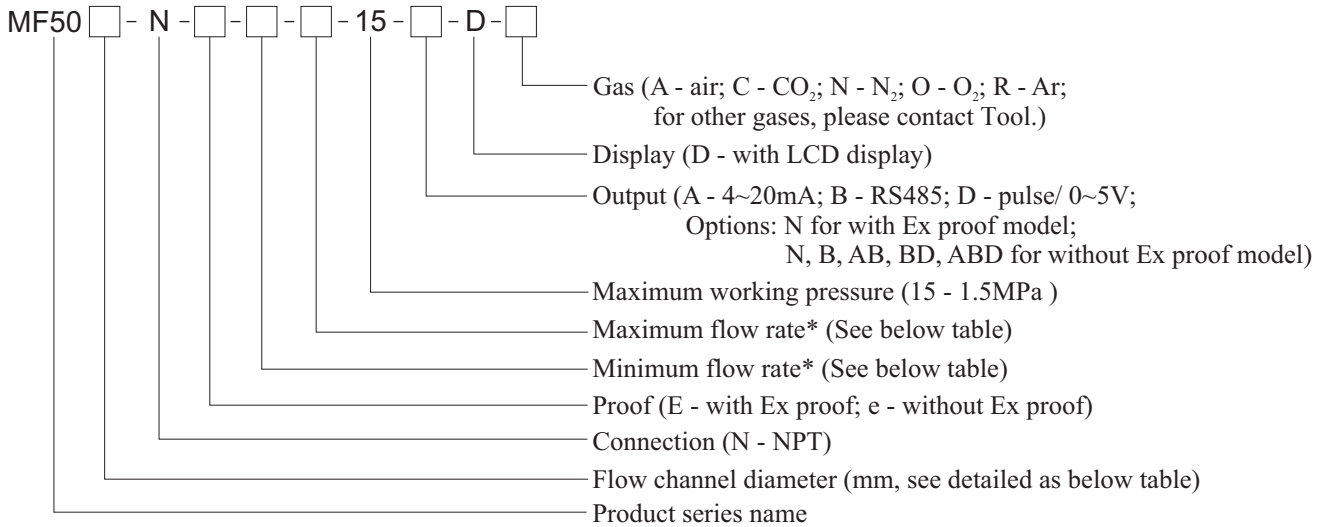 MF50 □ - N - □ - □ - □ - 15 - □ - D - □
Gas (A - air; C - CO₂; N - N₂; O - O₂; R - Ar;
for other gases, please contact Tool.)
Display (D - with LCD display)
Output (A - 4~20mA; B - RS485; D - pulse/ 0~5V;
Options: N for with Ex proof model;
N, B, AB, BD, ABD for without Ex proof model)
Maximum working pressure (15 - 1.5MPa )
Maximum flow rate* (See below table)
Minimum flow rate* (See below table)
Proof (E - with Ex proof; e - without Ex proof)
Connection (N - NPT)
Flow channel diameter (mm, see detailed as below table)
Product series name